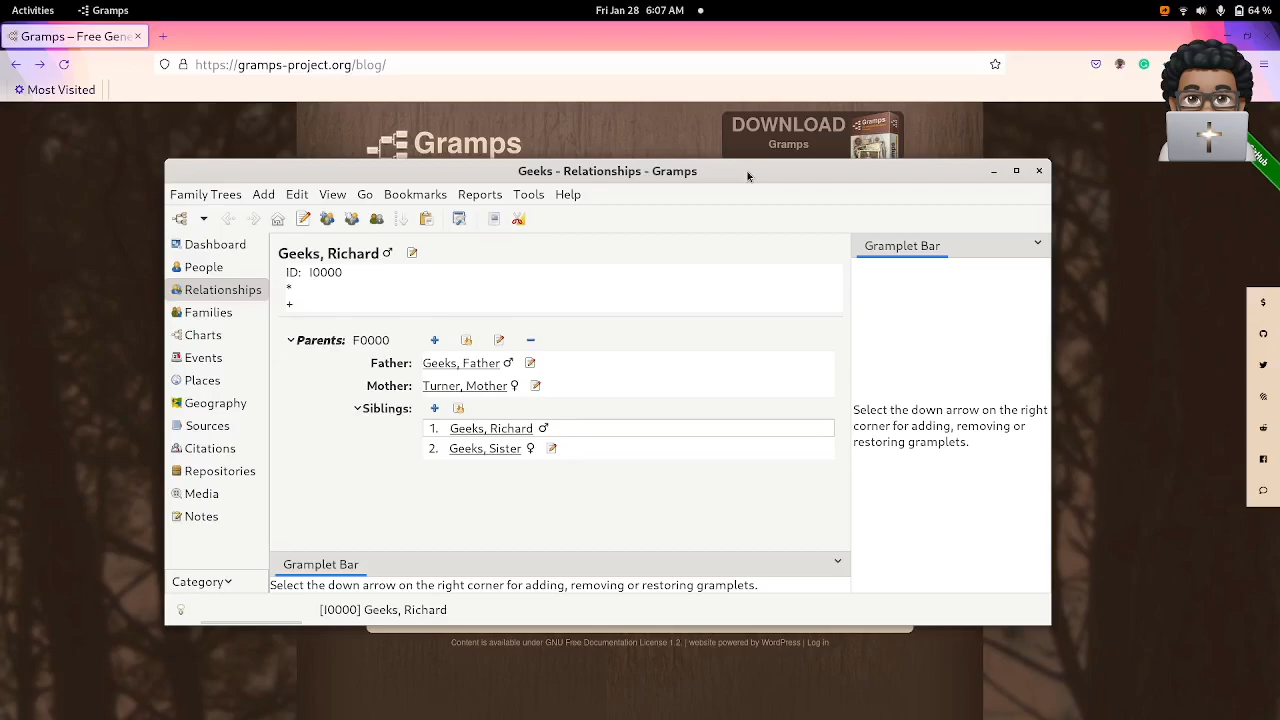 Activities
Gramps
Fri Jan 28 6:07 AM
64 %
Gramps – Free Gene
https://gramps-project.org/blog/
Most Visited
Gramps
DOWNLOAD
Gramps
Gramps
GitHub
Geeks - Relationships - Gramps
Family Trees Add Edit View Go Bookmarks Reports Tools Help
Dashboard
People
Relationships
Families
Charts
Events
Places
Geography
Sources
Citations
Repositories
Media
Notes
Category
Geeks, Richard ♂
ID: I0000
*
+
Parents: F0000
Father: Geeks, Father ♂
Mother: Turner, Mother ♀
Siblings:
1. Geeks, Richard ♂
2. Geeks, Sister ♀
Gramplet Bar
Select the down arrow on the right
corner for adding, removing or
restoring gramplets.
Gramplet Bar
Select the down arrow on the right corner for adding, removing or restoring gramplets.
[I0000] Geeks, Richard
Content is available under GNU Free Documentation License 1.2. | website powered by WordPress | Log in